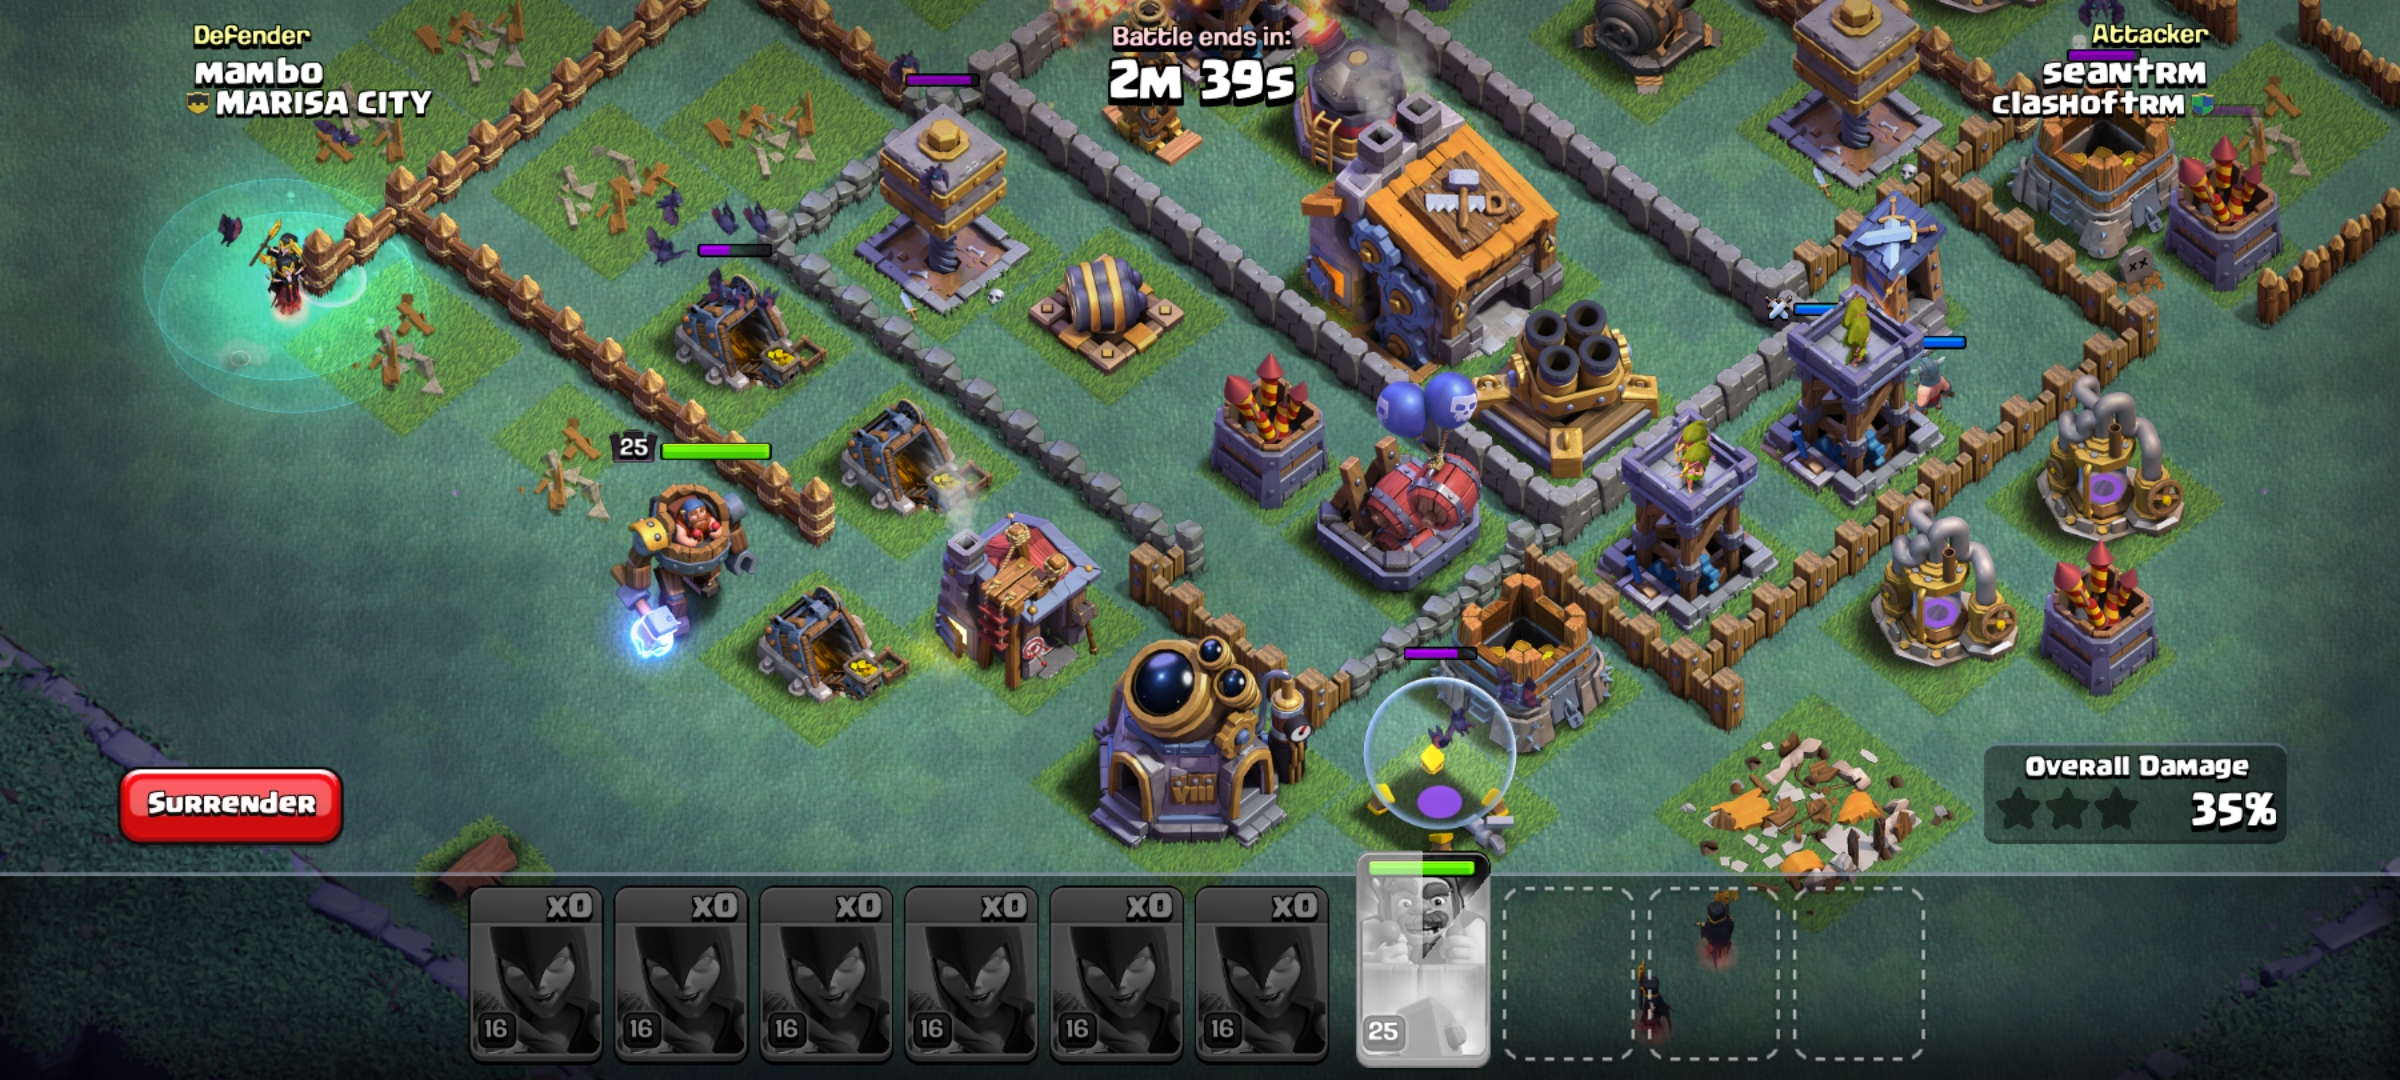 Defender
mambo
MARISA CITY
Battle ends in:
2m 39s
Attacker
seantrm
clashoftrm
25
VIII
Surrender
Overall Damage
35%
x0
x0
x0
x0
x0
x0
16
16
16
16
16
16
25